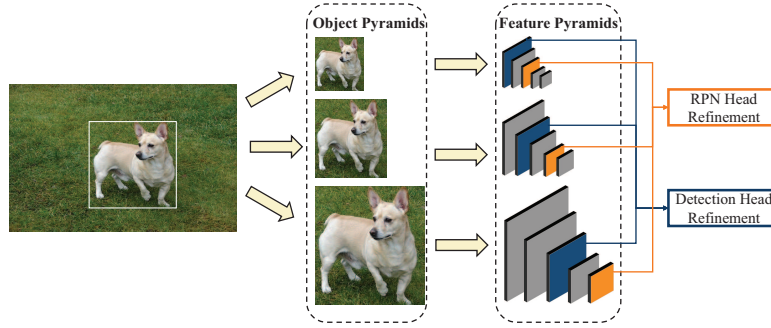 Object Pyramids
Feature Pyramids
RPN Head
Refinement
Detection Head
Refinement